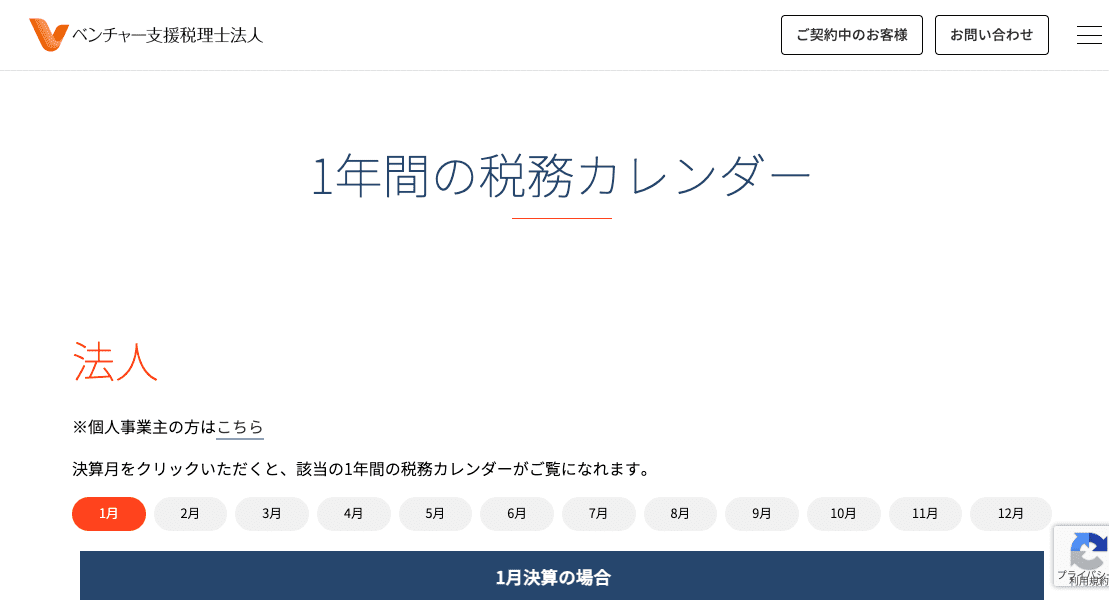 ベンチャー支援税理士法人
ご契約中のお客様
お問い合わせ
1年間の税務カレンダー
法人
※個人事業主の方はこちら
決算月をクリックいただくと、該当の1年間の税務カレンダーがご覧になれます。
1月 2月 3月 4月 5月 6月 7月 8月 9月 10月 11月 12月
1月決算の場合
プライバシー
利用規約